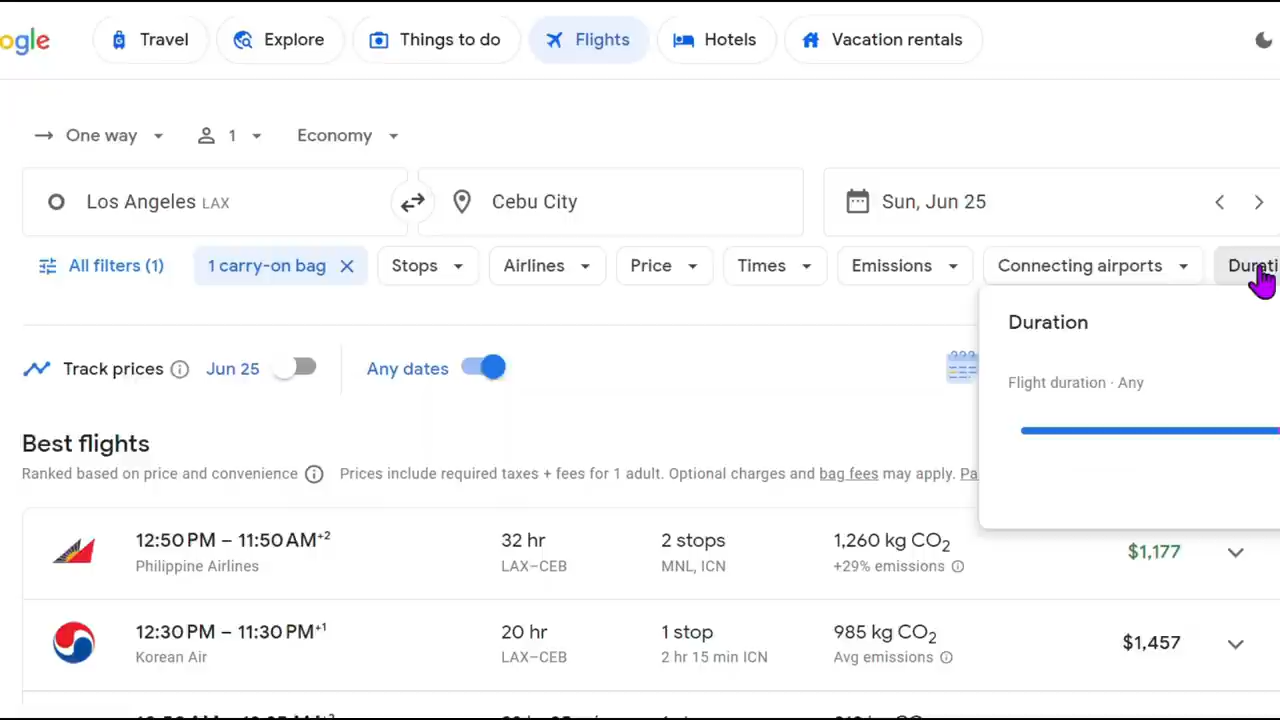 ogle Travel Explore Things to do Flights Hotels Vacation rentals
One way 1 Economy
Los Angeles LAX Cebu City Sun, Jun 25
All filters (1) 1 carry-on bag Stops Airlines Price Times Emissions Connecting airports Durati
Duration
Track prices Jun 25 Any dates
Flight duration · Any
Best flights
Ranked based on price and convenience Prices include required taxes + fees for 1 adult. Optional charges and bag fees may apply. Pa
12:50 PM – 11:50 AM+2 32 hr 2 stops 1,260 kg CO2 $1,177
Philippine Airlines LAX–CEB MNL, ICN +29% emissions
12:30 PM – 11:30 PM+1 20 hr 1 stop 985 kg CO2 $1,457
Korean Air LAX–CEB 2 hr 15 min ICN Avg emissions